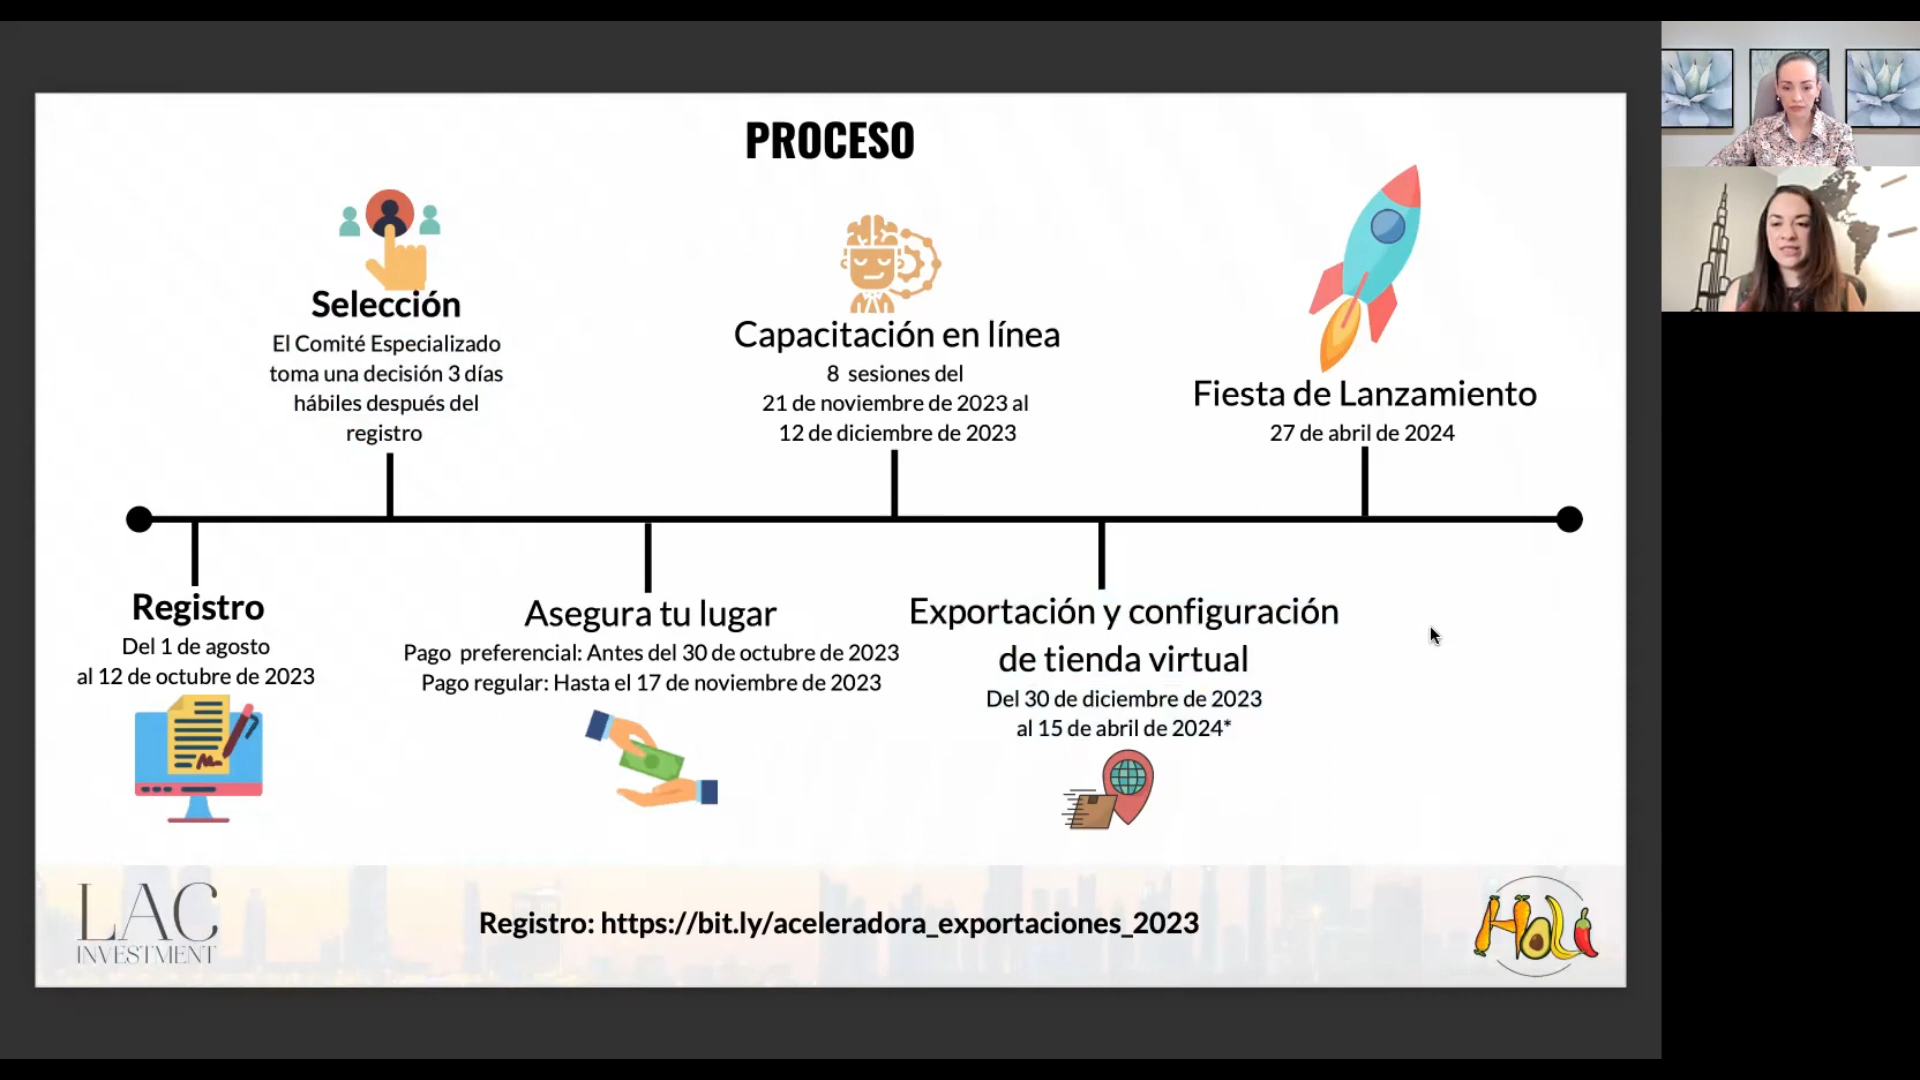 PROCESO
Selección
El Comité Especializado
toma una decisión 3 días
hábiles después del
registro
Capacitación en línea
8 sesiones del
21 de noviembre de 2023 al
12 de diciembre de 2023
Fiesta de Lanzamiento
27 de abril de 2024
Registro
Del 1 de agosto
al 12 de octubre de 2023
Asegura tu lugar
Pago preferencial: Antes del 30 de octubre de 2023
Pago regular: Hasta el 17 de noviembre de 2023
Exportación y configuración
de tienda virtual
Del 30 de diciembre de 2023
al 15 de abril de 2024*
LAC
INVESTMENT
Registro: https://bit.ly/aceleradora_exportaciones_2023
HOLi